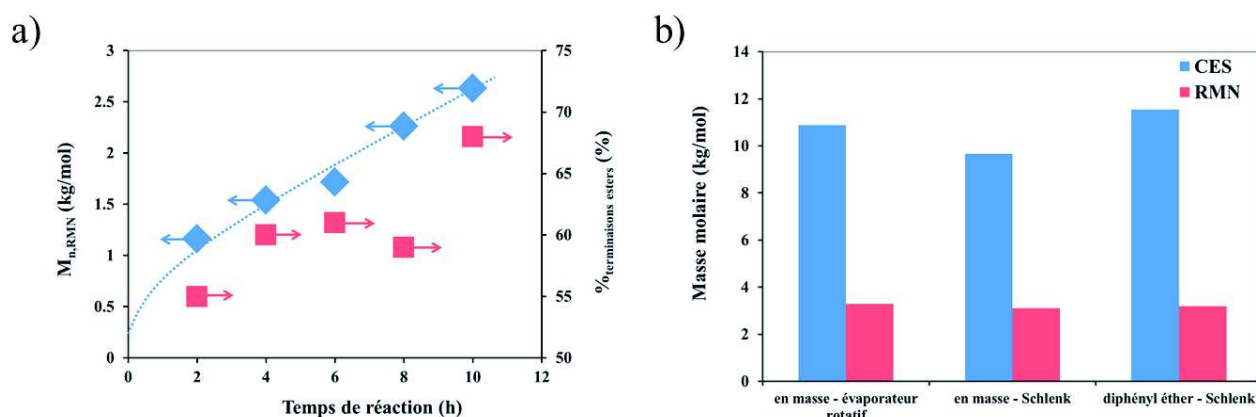 a)
3
2.5
2
1.5
1
0.5
0
M n,RMN (kg/mol)
75
70
65
60
55
50
% terminaisons esters (%)
0 2 4 6 8 10 12
Temps de réaction (h)
b)
14
12
10
8
6
4
2
0
Masse molaire (kg/mol)
CES
RMN
en masse - évaporateur
rotatif
en masse - Schlenk
diphényl éther - Schlenk